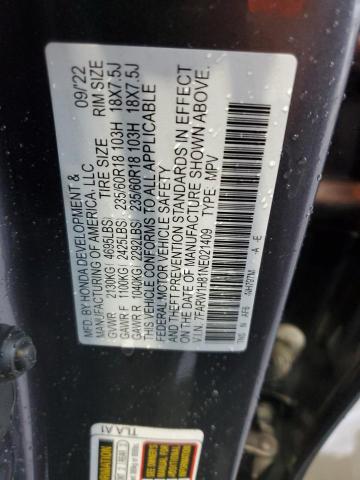 MFD. BY HONDA DEVELOPMENT & 09/22
MANUFACTURING OF AMERICA, LLC
TIRE SIZE RIM SIZE
GVWR 2130KG 4695LBS
GAWR F 1100KG 2425LBS 235/60R18 103H 18X7.5J
GAWR R 1040KG 2292LBS 235/60R18 103H 18X7.5J
THIS VEHICLE CONFORMS TO ALL APPLICABLE
FEDERAL MOTOR VEHICLE SAFETY
AND THEFT PREVENTION STANDARDS IN EFFECT
ON THE DATE OF MANUFACTURE SHOWN ABOVE.
V.I.N. 7FARW1H81NE021409 TYPE: MPV
TLA A1